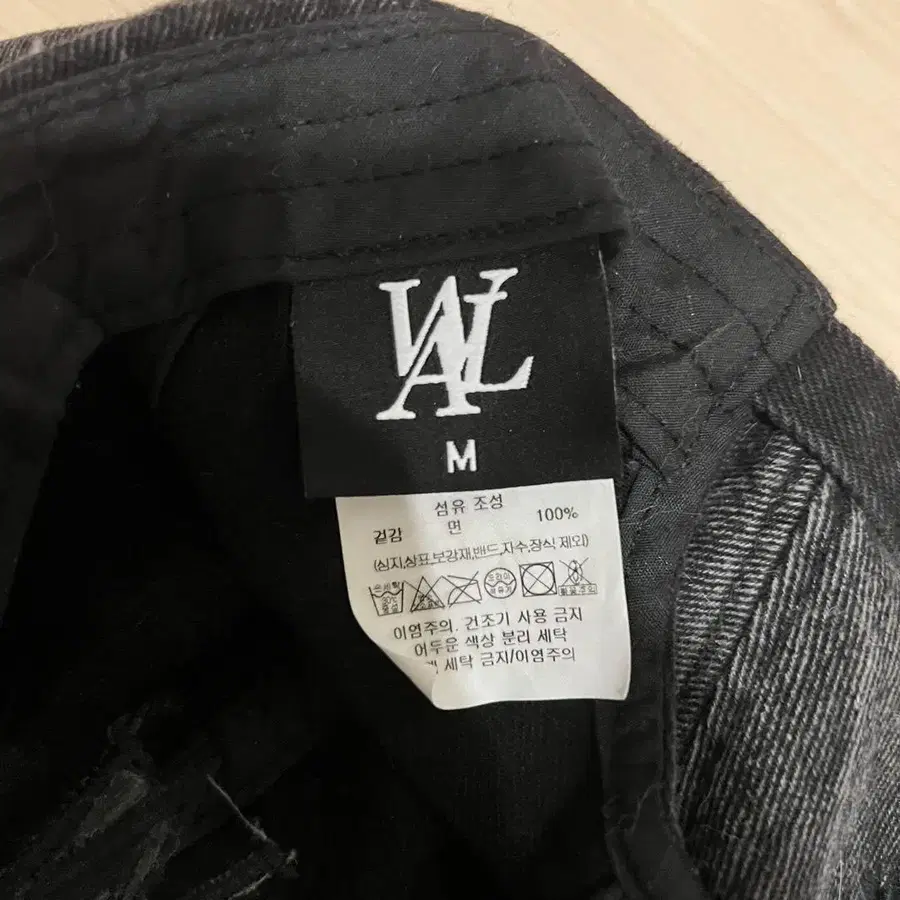 WAL
M
섬유 조성
겉감 면 100%
(심지,상표,보강재,밴드,자수,장식 제외)
이염주의. 건조기 사용 금지
어두운 색상 분리 세탁
세탁 금지/이염주의